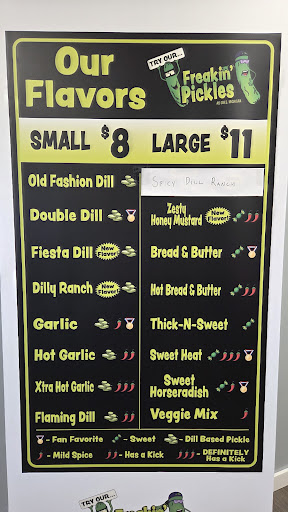 Our
Flavors
TRY OUR...
Freakin'
Pickles
SMALL $8 LARGE $11
Old Fashion Dill
SPICY DILL RANCH
Double Dill
Zesty
Honey Mustard New Flavor
Fiesta Dill New Flavor
Bread & Butter
Dilly Ranch New Flavor
Hot Bread & Butter
Garlic
Thick-N-Sweet
Hot Garlic
Sweet Heat
Xtra Hot Garlic
Sweet
Horseradish
Flaming Dill
Veggie Mix
- Fan Favorite - Sweet - Dill Based Pickle
- Mild Spice - Has a Kick - DEFINITELY
Has a Kick
TRY OUR...
Freakin'